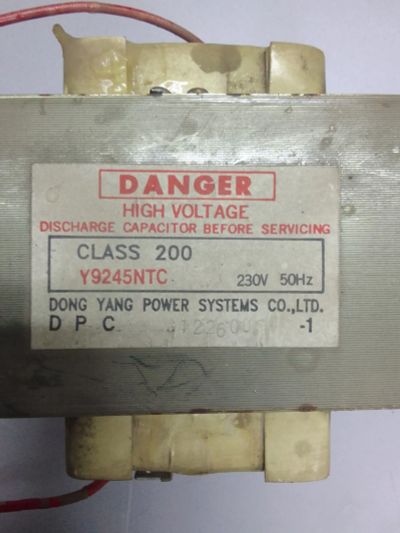 DANGER
HIGH VOLTAGE
DISCHARGE CAPACITOR BEFORE SERVICING
CLASS 200
Y9245NTC 230V 50Hz
DONG YANG POWER SYSTEMS CO.,LTD.
D P C -1